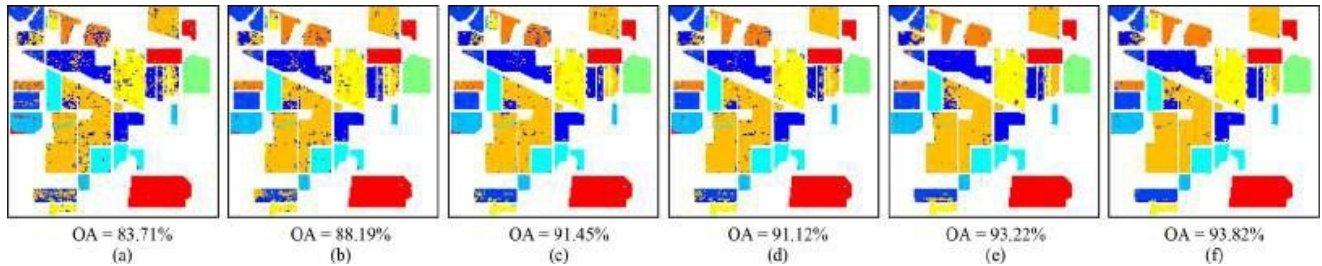 OA = 83.71% OA = 88.19% OA = 91.45% OA = 91.12% OA = 93.22% OA = 93.82%
(a) (b) (c) (d) (e) (f)